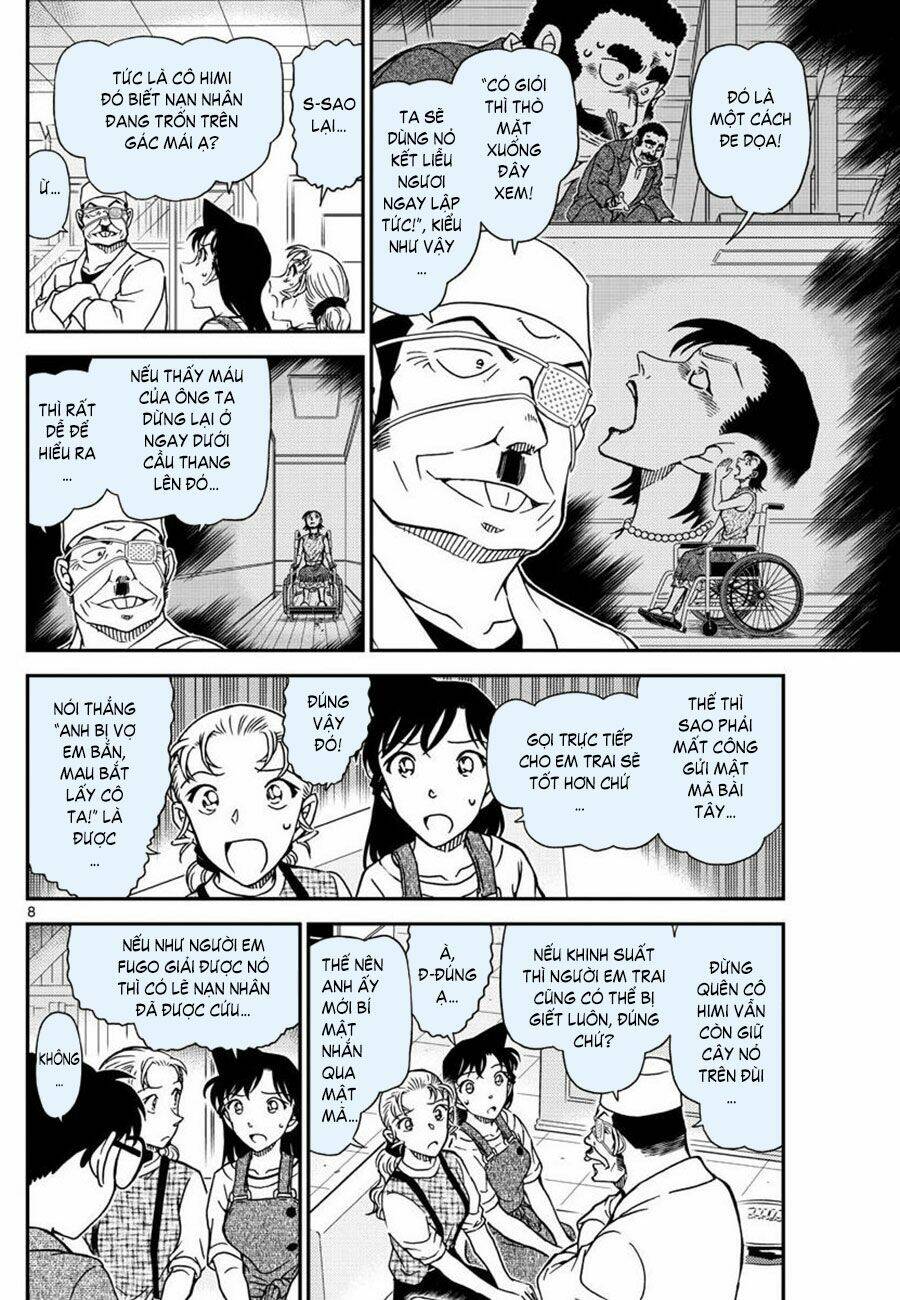 ĐÓ LÀ
MỘT CÁCH
ĐE DỌA!
"CÓ GIỎI
THÌ THÒ
MẶT
XUỐNG
ĐÂY
XEM!
TA SẼ
DÙNG NÓ
KẾT LIỄU
NGƯƠI
NGAY LẬP
TỨC!", KIỂU
NHƯ VẬY
...
S-SAO
LẠI...
TỨC LÀ CÔ HIMI
ĐÓ BIẾT NẠN NHÂN
ĐANG TRỐN TRÊN
GÁC MÁI Ạ?
Ừ...
NẾU THẤY MÁU
CỦA ÔNG TA
DỪNG LẠI Ở
NGAY DƯỚI
CẦU THANG
LÊN ĐÓ...
THÌ RẤT
DỄ ĐỂ
HIỂU RA
...
THẾ THÌ
SAO PHẢI
MẤT CÔNG
GỬI MẬT
MÃ BÀI
TÂY...
GỌI TRỰC TIẾP
CHO EM TRAI SẼ
TỐT HƠN CHỨ
...
ĐÚNG
VẬY
ĐÓ!
NÓI THẲNG
"ANH BỊ VỢ
EM BẮN,
MAU BẮT
LẤY CÔ
TA!" LÀ
ĐƯỢC
...
8
ĐỪNG
QUÊN CÔ
HIMI VẪN
CÒN GIỮ
CÂY NỎ
TRÊN ĐÙI
...
NẾU KHINH SUẤT
THÌ NGƯỜI EM TRAI
CŨNG CÓ THỂ BỊ
GIẾT LUÔN, ĐÚNG
CHỨ?
À,
Đ-ĐÚNG
Ạ...
THẾ NÊN
ANH ẤY
MỚI BÍ
MẬT
NHẮN
QUA
MẬT
MÃ...
NẾU NHƯ NGƯỜI EM
FUGO GIẢI ĐƯỢC NÓ
THÌ CÓ LẼ NẠN NHÂN
ĐÃ ĐƯỢC CỨU...
KHÔNG
...